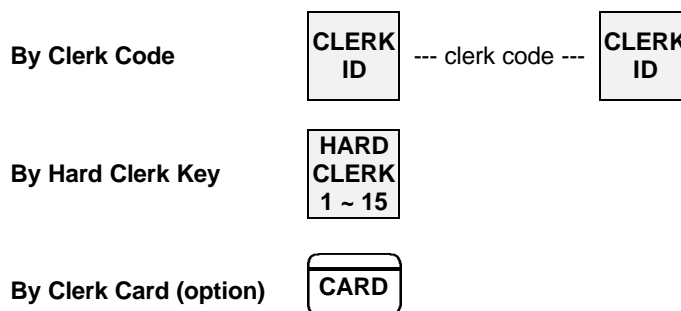 By Clerk Code CLERK ID --- clerk code --- CLERK ID
By Hard Clerk Key HARD CLERK 1 ~ 15
By Clerk Card (option) CARD